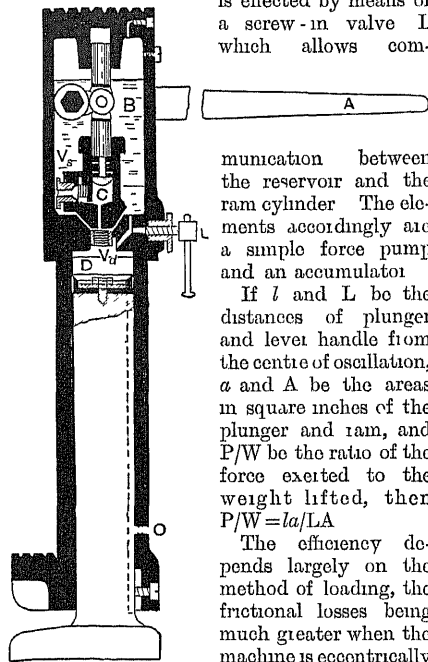 is effected by means of
a screw-in valve L
which allows com-
munication between
the reservoir and the
ram cylinder The ele-
ments accordingly are
a simple force pump
and an accumulator
If l and L be the
distances of plunger
and lever handle from
the centre of oscillation,
a and A be the areas
in square inches of the
plunger and ram, and
P/W be the ratio of the
force exerted to the
weight lifted, then
P/W=la/LA
The efficiency de-
pends largely on the
method of loading, the
frictional losses being
much greater when the
machine is eccentrically
B
A
Vs
C
L
Vd
D
O